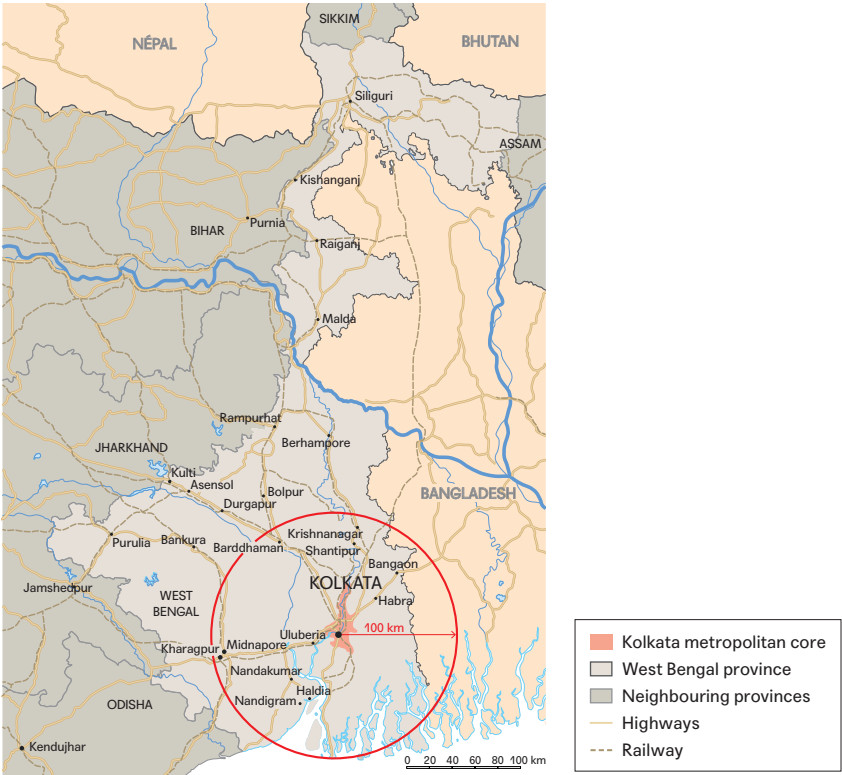 SIKKIM
NÉPAL
BHUTAN
Siliguri
ASSAM
Kishanganj
Purnia
BIHAR
Raiganj
Malda
Rampurhat
Berhampore
JHARKHAND
Kulti
Asensol
Bolpur
Durgapur
BANGLADESH
Krishnanagar
Purulia
Bankura
Barddhaman
Shantipur
Bangaon
KOLKATA
Jamshedpur
WEST
BENGAL
Habra
100 km
Uluberia
Midnapore
Kharagpur
Nandakumar
Haldia
Nandigram
ODISHA
Kendujhar
0 20 40 60 80 100 km
Kolkata metropolitan core
West Bengal province
Neighbouring provinces
Highways
Railway